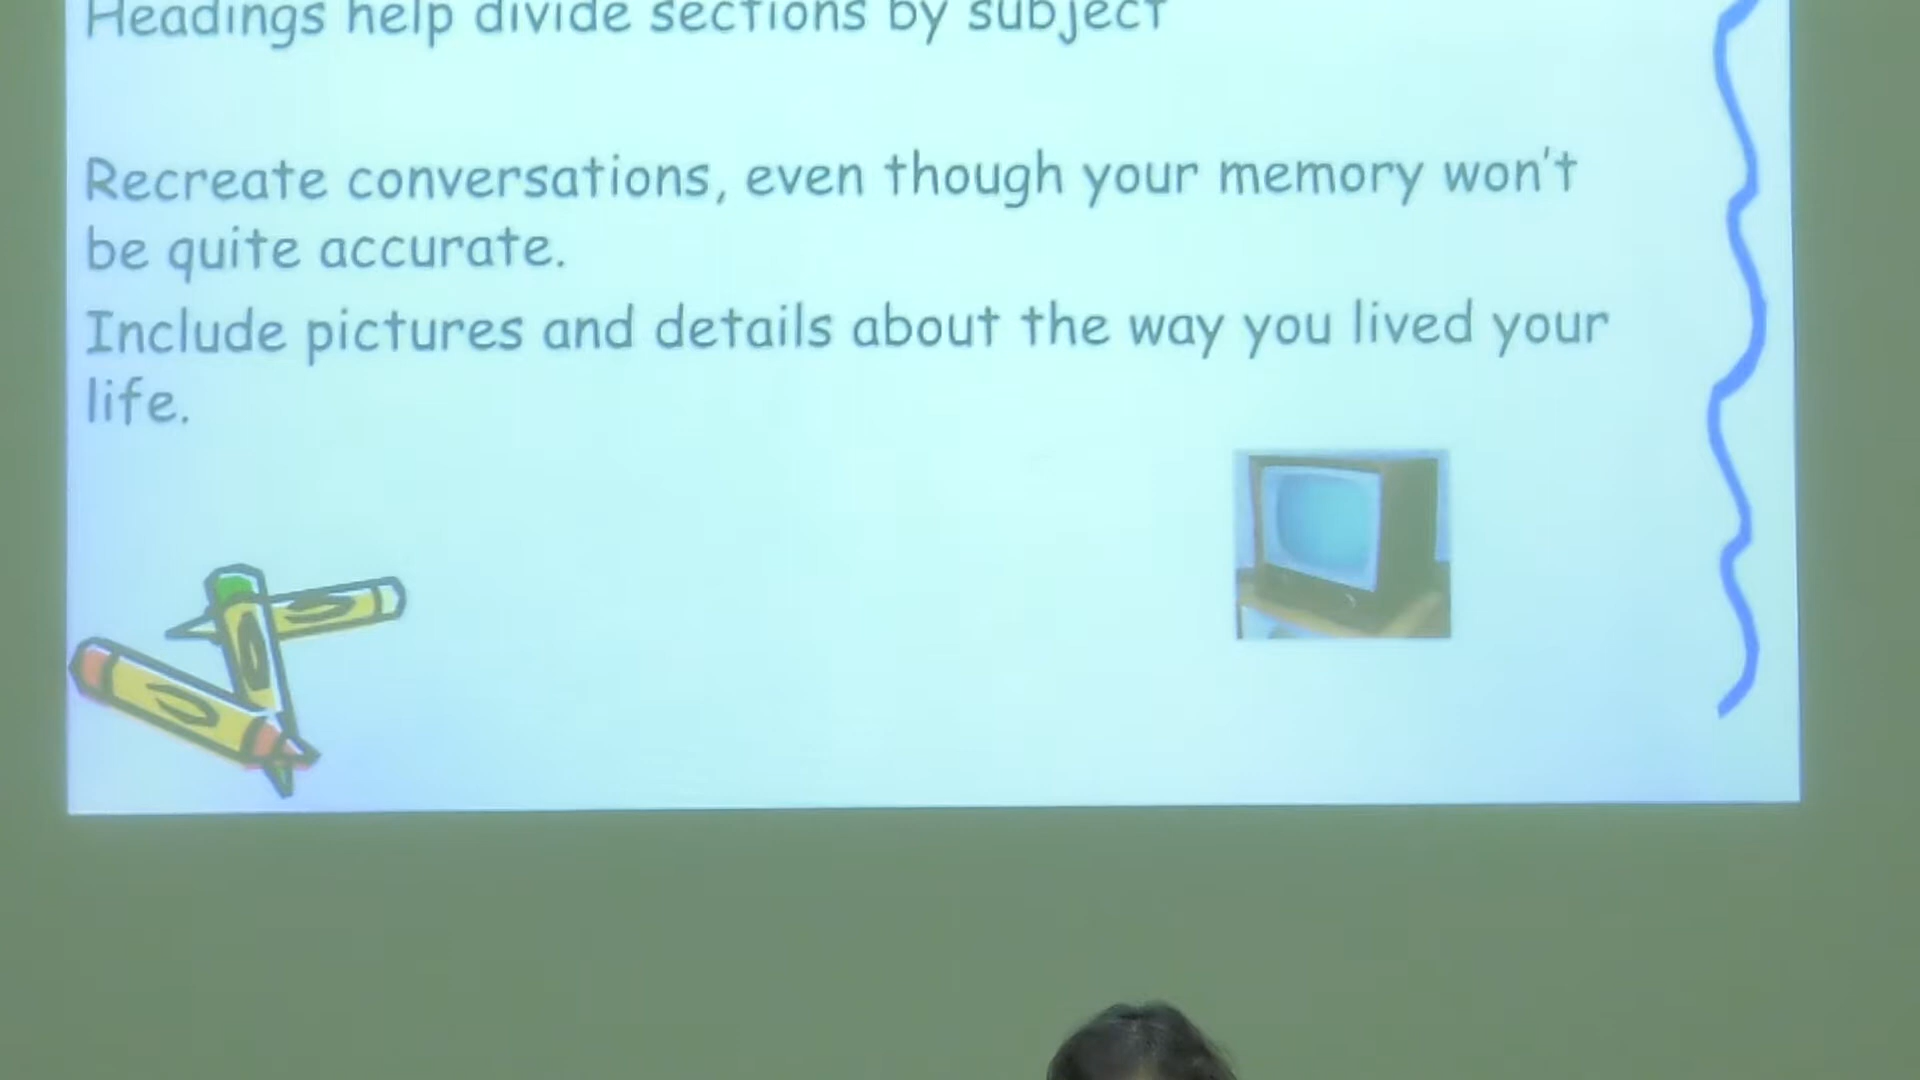 Headings help divide sections by subject
Recreate conversations, even though your memory won't
be quite accurate.
Include pictures and details about the way you lived your
life.